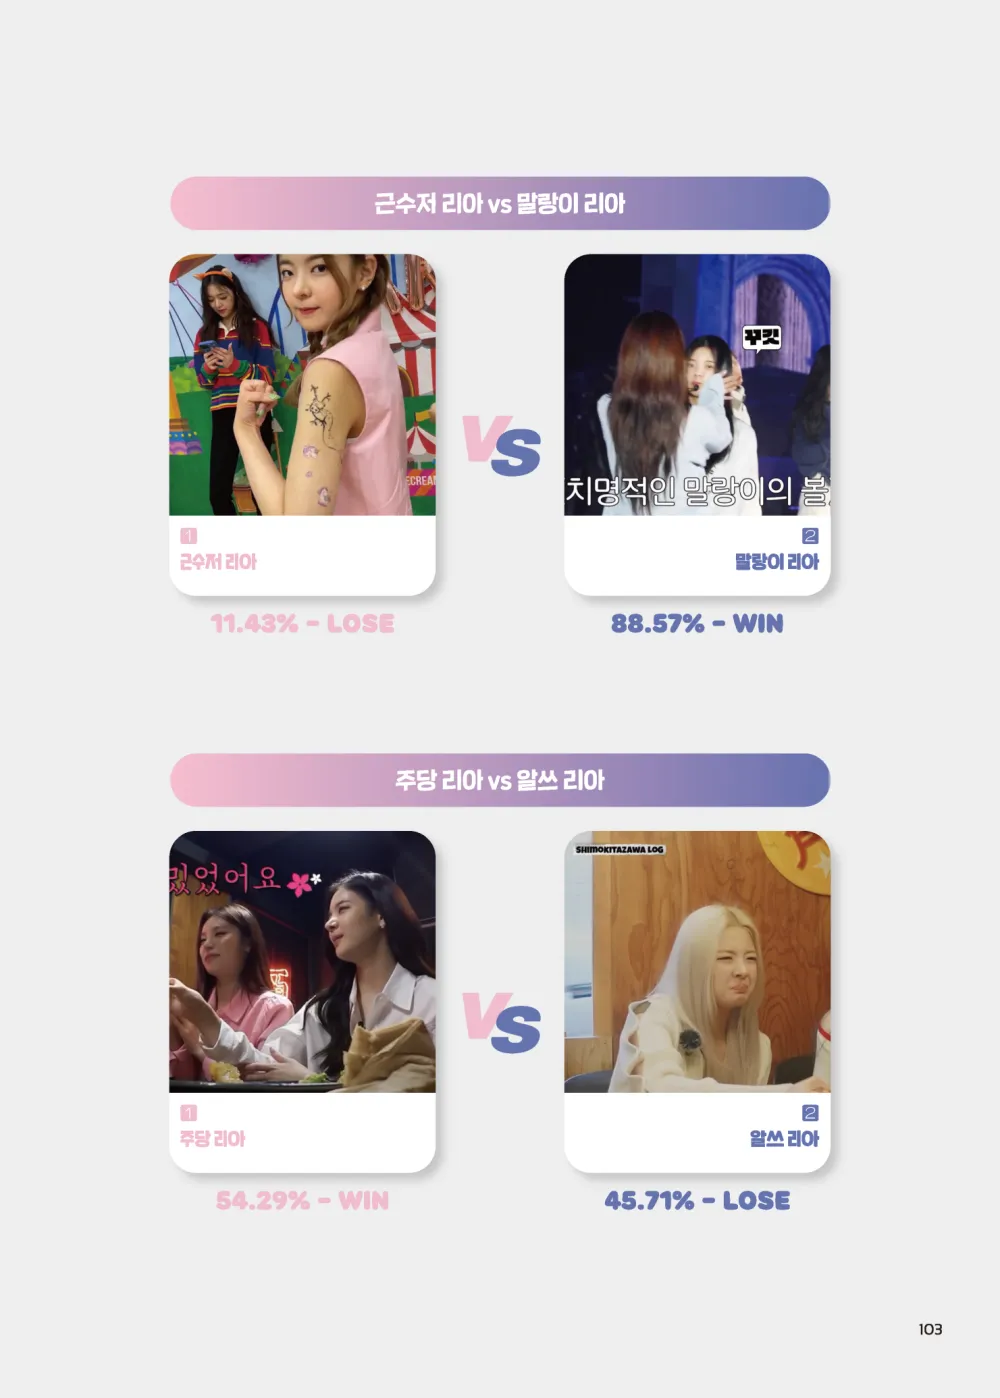 근수저 리아 vs 말랑이 리아
꾸깃
치명적인 말랑이의 볼
VS
1
근수저 리아
2
말랑이 리아
11.43% - LOSE
88.57% - WIN
주당 리아 vs 알쓰 리아
밌었어요
SHIMOKITAZAWA LOG
VS
1
주당 리아
2
알쓰 리아
54.29% - WIN
45.71% - LOSE
103